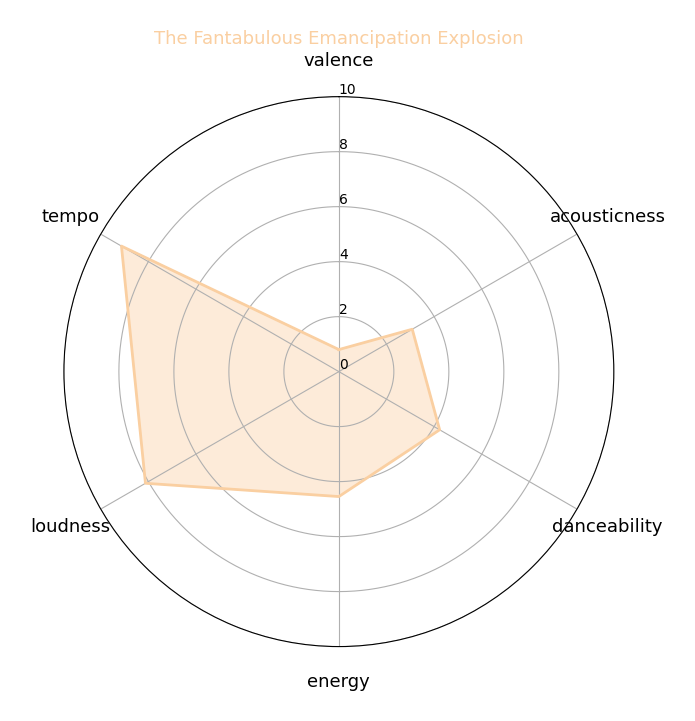 The Fantabulous Emancipation Explosion
valence
10
8
tempo
acousticness
6
4
2
0
loudness
danceability
energy